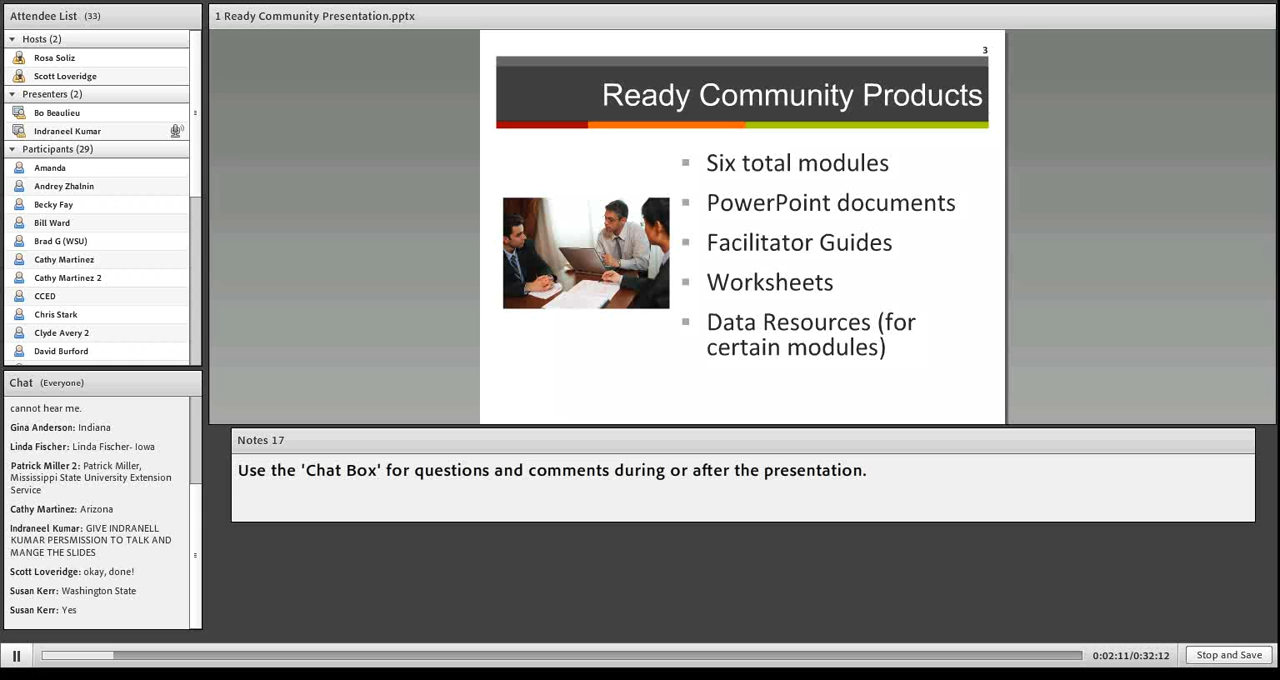 Attendee List (33)
Hosts (2)
Rosa Soliz
Scott Loveridge
Presenters (2)
Bo Beaulieu
Indraneel Kumar
Participants (29)
Amanda
Andrey Zhalnin
Becky Fay
Bill Ward
Brad G (WSU)
Cathy Martinez
Cathy Martinez 2
CCED
Chris Stark
Clyde Avery 2
David Burford
Chat (Everyone)
cannot hear me.
Gina Anderson: Indiana
Linda Fischer: Linda Fischer- Iowa
Patrick Miller 2: Patrick Miller,
Mississippi State University Extension
Service
Cathy Martinez: Arizona
Indraneel Kumar: GIVE INDRANELL
KUMAR PERSMISSION TO TALK AND
MANGE THE SLIDES
Scott Loveridge: okay, done!
Susan Kerr: Washington State
Susan Kerr: Yes
1 Ready Community Presentation.pptx
3
Ready Community Products
Six total modules
PowerPoint documents
Facilitator Guides
Worksheets
Data Resources (for
certain modules)
Notes 17
Use the 'Chat Box' for questions and comments during or after the presentation.
0:02:11/0:32:12
Stop and Save